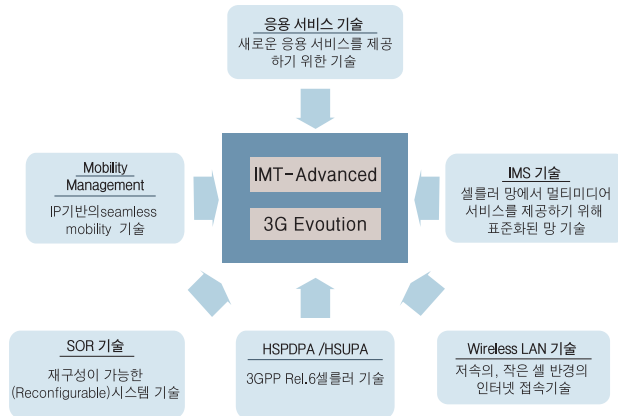 응용 서비스 기술
새로운 응용 서비스를 제공
하기 위한 기술
Mobility
Management
IP기반의seamless
mobility 기술
IMT-Advanced
3G Evoution
IMS 기술
셀룰러 망에서 멀티미디어
서비스를 제공하기 위해
표준화된 망 기술
SOR 기술
재구성이 가능한
(Reconfigurable)시스템 기술
HSPDPA /HSUPA
3GPP Rel.6셀룰러 기술
Wireless LAN 기술
저속의, 작은 셀 반경의
인터넷 접속기술